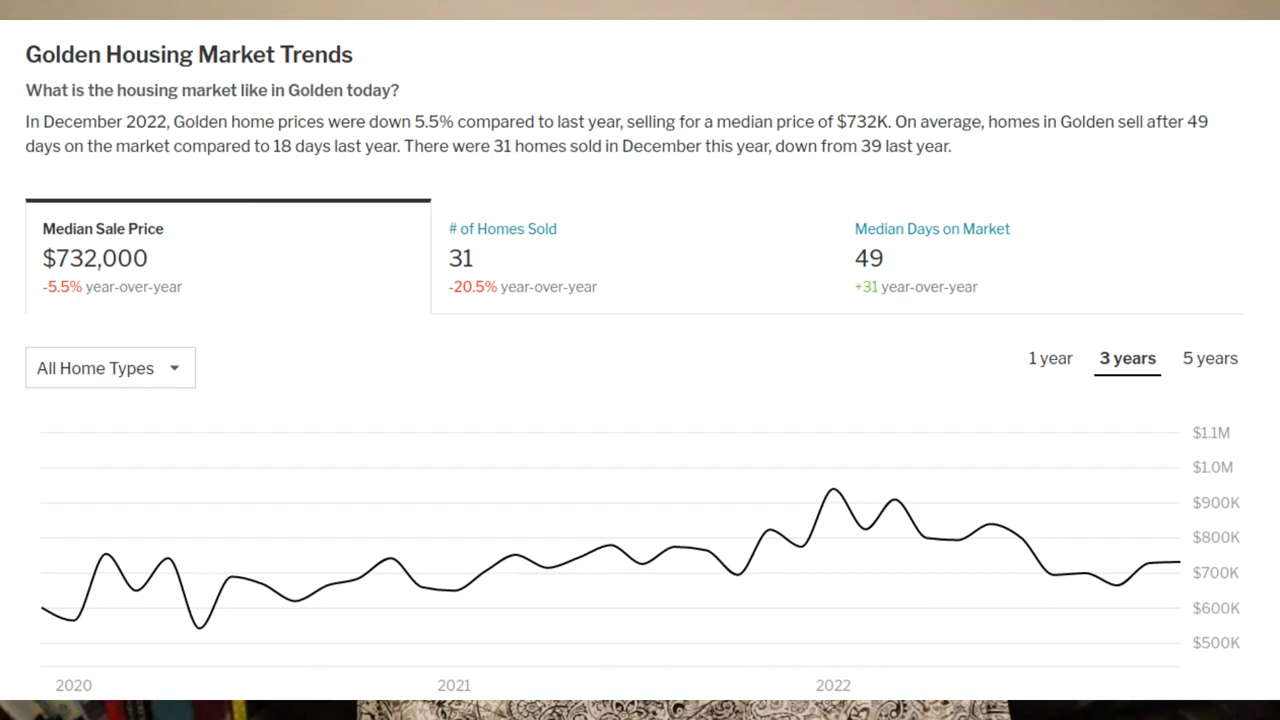 Golden Housing Market Trends
What is the housing market like in Golden today?
In December 2022, Golden home prices were down 5.5% compared to last year, selling for a median price of $732K. On average, homes in Golden sell after 49
days on the market compared to 18 days last year. There were 31 homes sold in December this year, down from 39 last year.
Median Sale Price
$732,000
-5.5% year-over-year
# of Homes Sold
31
-20.5% year-over-year
Median Days on Market
49
+31 year-over-year
All Home Types
1 year 3 years 5 years
$1.1M
$1.0M
$900K
$800K
$700K
$600K
$500K
2020 2021 2022